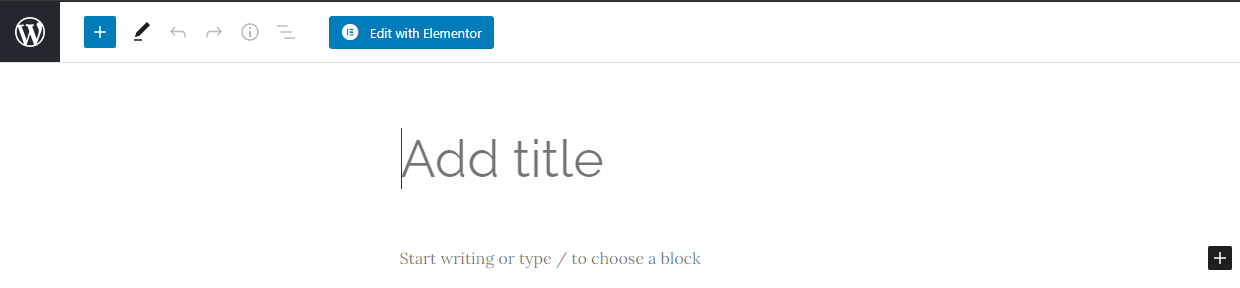 Edit with Elementor
Add title
Start writing or type / to choose a block